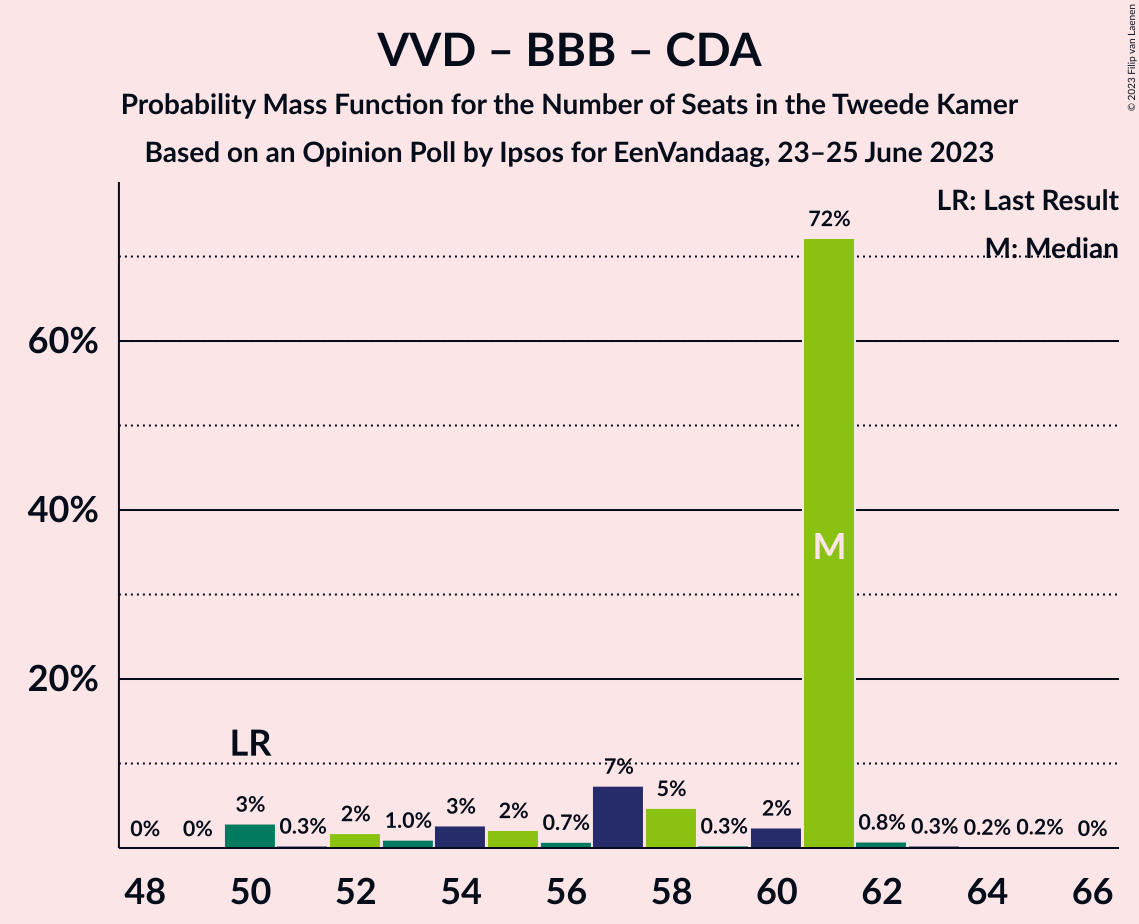 VVD – BBB – CDA
Probability Mass Function for the Number of Seats in the Tweede Kamer
Based on an Opinion Poll by Ipsos for EenVandaag, 23–25 June 2023
© 2023 Filip van Laenen
LR: Last Result
M: Median
72%
60%
40%
M
20%
LR
7%
5%
3%
3%
2%
2%
2%
1.0%
0.8%
0.7%
0% 0% 0.3% 0.3% 0.3% 0.2% 0.2% 0%
48 50 52 54 56 58 60 62 64 66